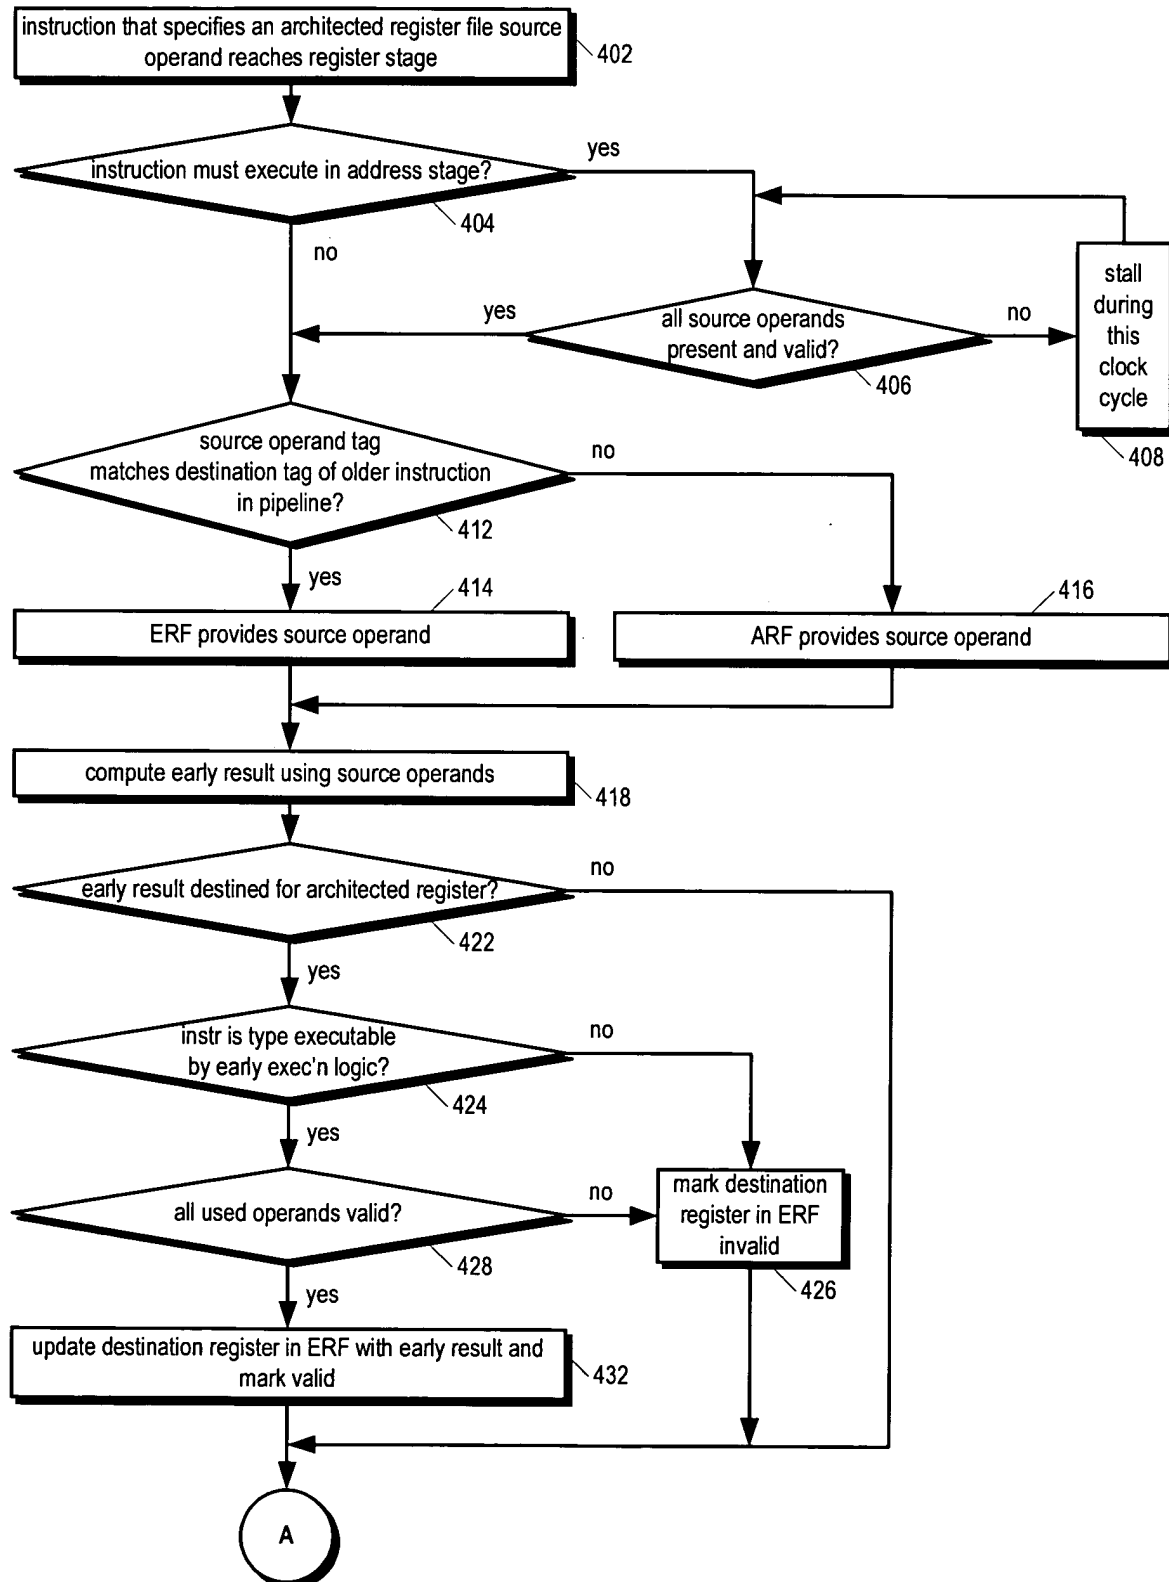 instruction that specifies an architected register file source
operand reaches register stage
402
instruction must execute in address stage?
yes
404
no
stall
during
this
clock
cycle
yes
all source operands
present and valid?
no
406
408
source operand tag
matches destination tag of older instruction
in pipeline?
no
412
yes
414
416
ERF provides source operand
ARF provides source operand
compute early result using source operands
418
early result destined for architected register?
no
422
yes
instr is type executable
by early exec'n logic?
no
424
yes
all used operands valid?
no
mark destination
register in ERF
invalid
428
426
yes
update destination register in ERF with early result and
mark valid
432
A